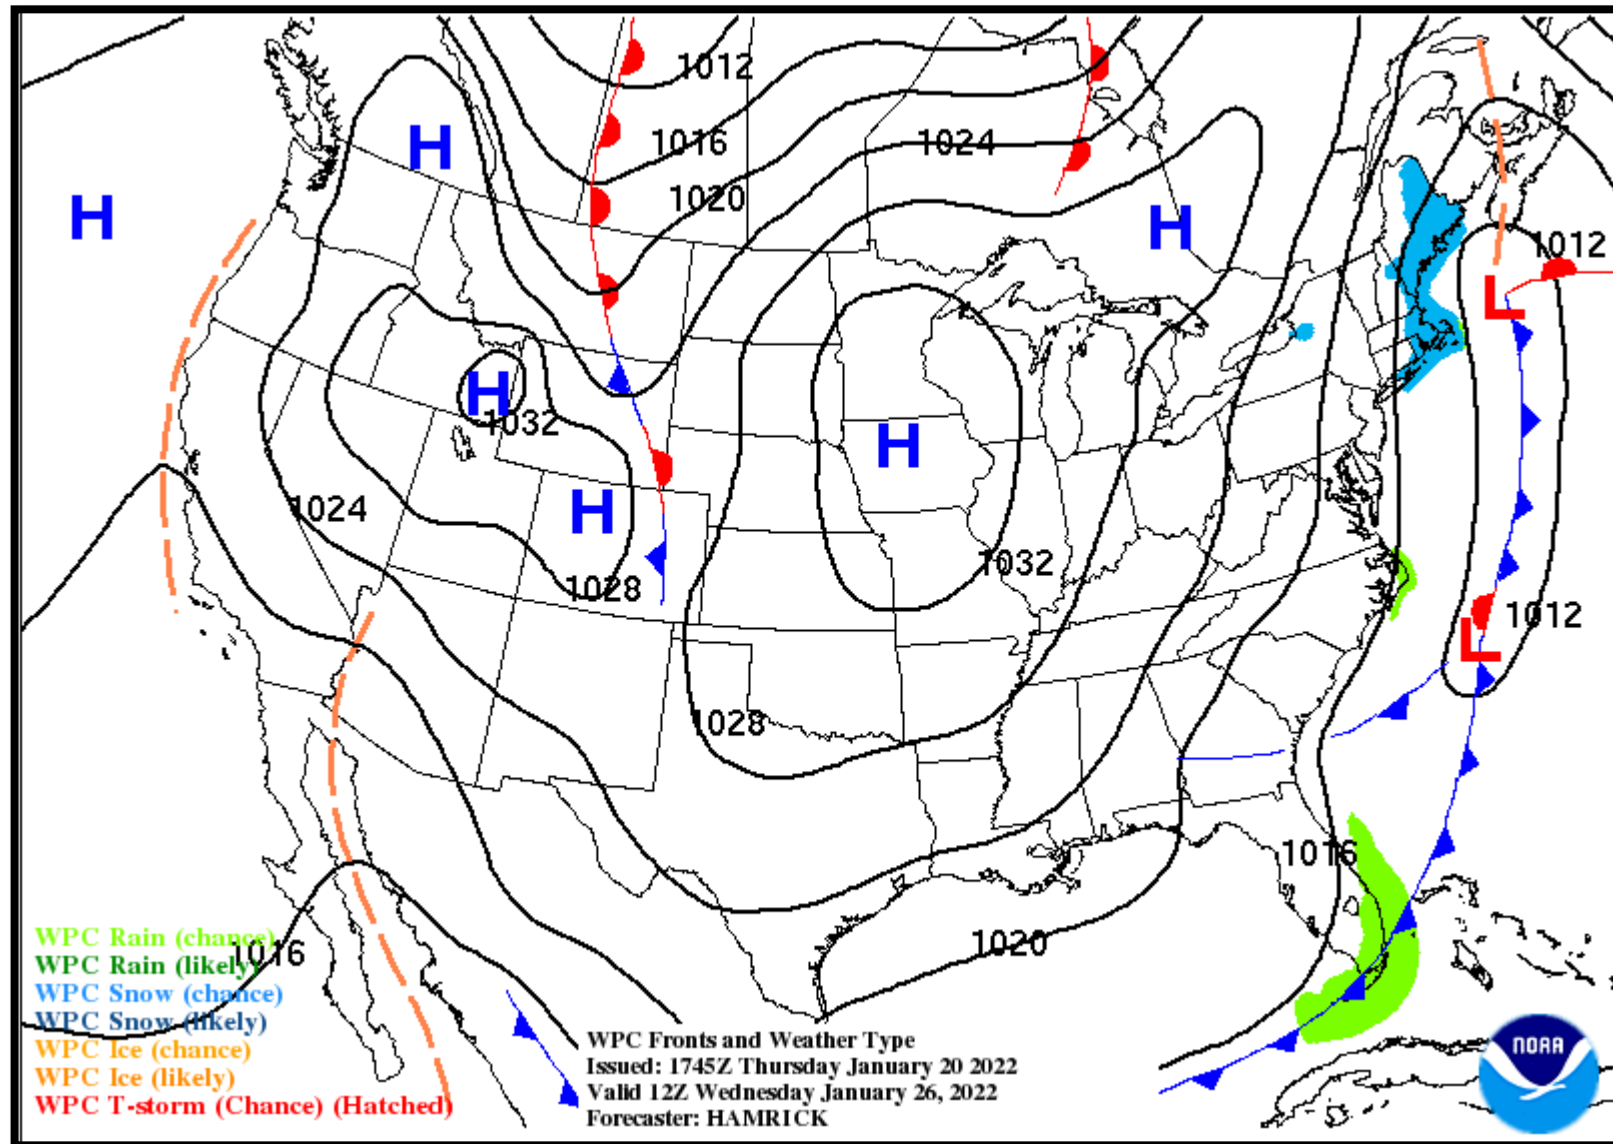 1012
1016
1024
H
1020
H
H
1012
L
H
1032
H
1024
H
1032
1028
1012
L
1028
1016
1020
1016
WPC Rain (chance)
WPC Rain (likely)
WPC Snow (chance)
WPC Snow (likely)
WPC Ice (chance)
WPC Ice (likely)
WPC T-storm (Chance) (Hatched)
WPC Fronts and Weather Type
Issued: 1745Z Thursday January 20 2022
Valid 12Z Wednesday January 26, 2022
Forecaster: HAMRICK
NOAA